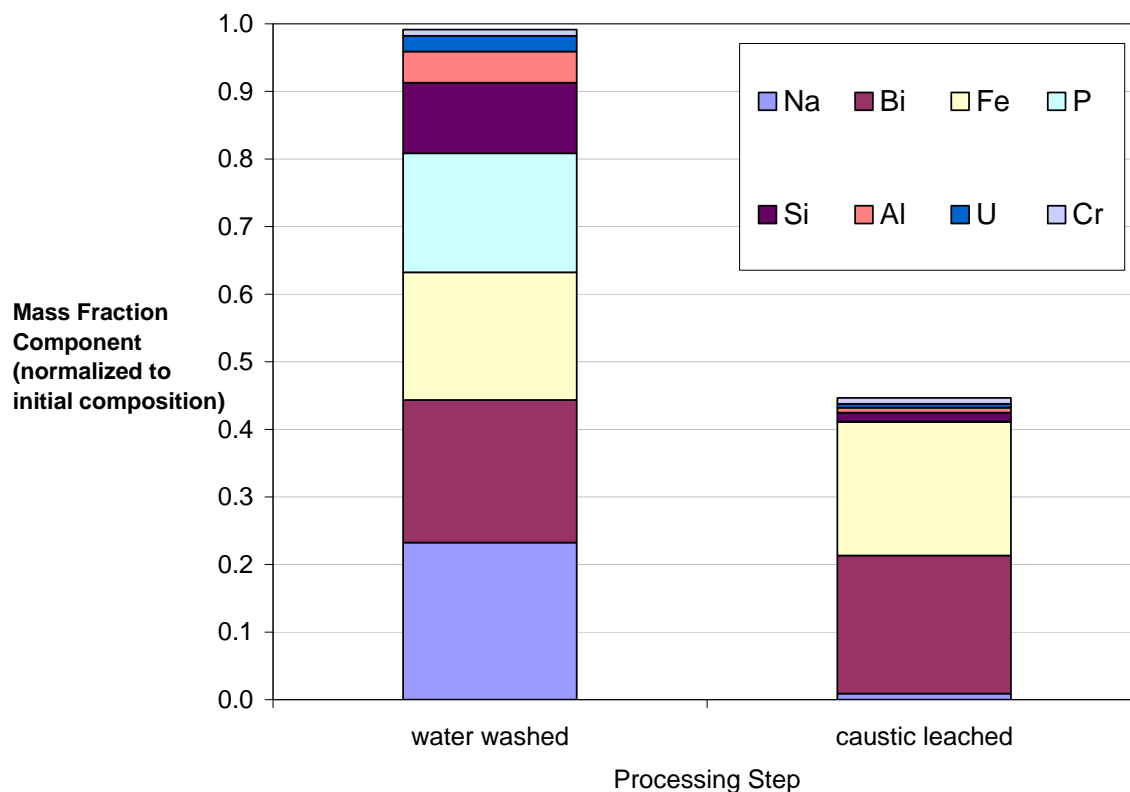 1.0
0.9
0.8
0.7
0.6
0.5
0.4
0.3
0.2
0.1
0.0
Mass Fraction
Component
(normalized to
initial composition)
Na Bi Fe P
Si Al U Cr
water washed caustic leached
Processing Step